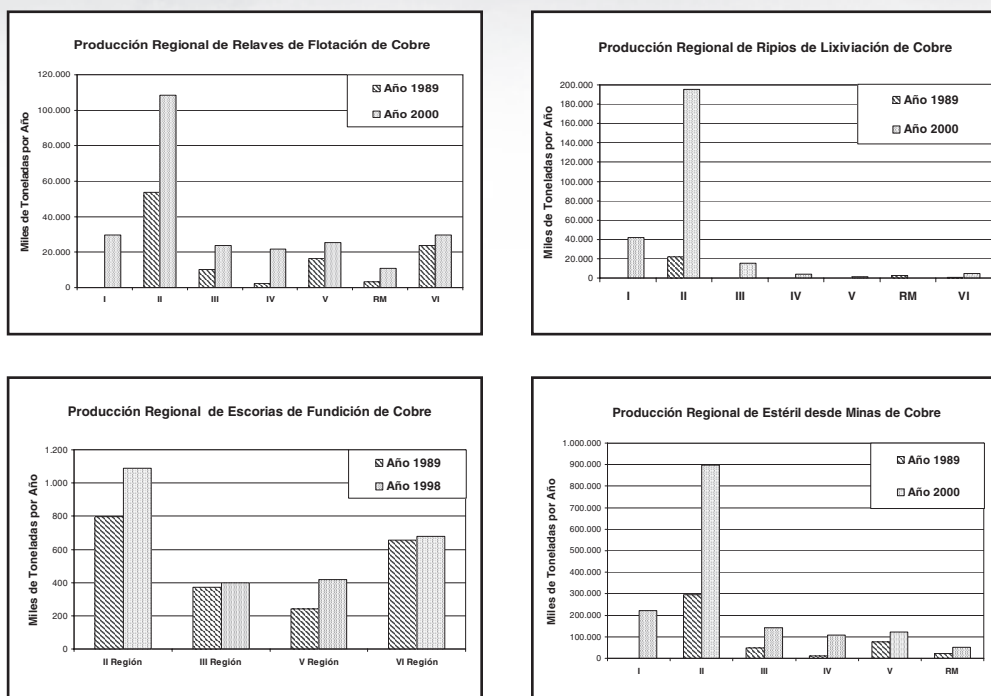 Producción Regional de Relaves de Flotación de Cobre
Miles de Toneladas por Año
120.000
100.000
80.000
60.000
40.000
20.000
0
Año 1989
Año 2000
I II III IV V RM VI
Producción Regional de Ripios de Lixiviación de Cobre
Miles de Toneladas por Año
200.000
180.000
160.000
140.000
120.000
100.000
80.000
60.000
40.000
20.000
0
Año 1989
Año 2000
I II III IV V RM VI
Producción Regional de Escorias de Fundición de Cobre
Miles de Toneladas por Año
1.200
1.000
800
600
400
200
0
Año 1989
Año 1998
II Región III Región V Región VI Región
Producción Regional de Estéril desde Minas de Cobre
Miles de Toneladas por Año
1.000.000
900.000
800.000
700.000
600.000
500.000
400.000
300.000
200.000
100.000
0
Año 1989
Año 2000
I II III IV V RM